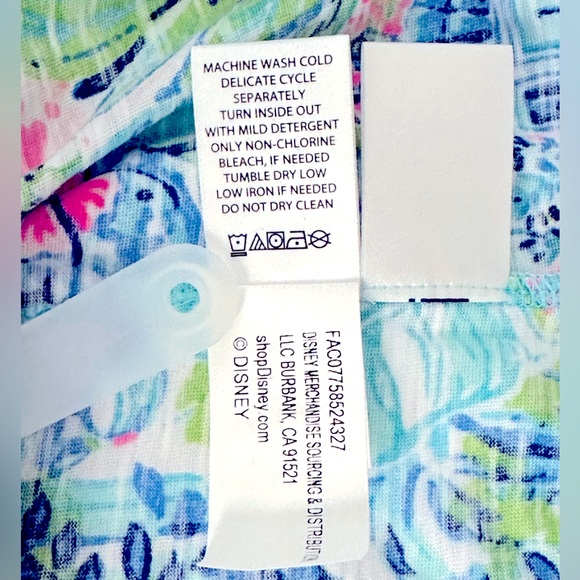 MACHINE WASH COLD
DELICATE CYCLE
SEPARATELY
TURN INSIDE OUT
WITH MILD DETERGENT
ONLY NON-CHLORINE
BLEACH, IF NEEDED
TUMBLE DRY LOW
LOW IRON IF NEEDED
DO NOT DRY CLEAN
FAC07758524327
DISNEY MERCHANDISE SOURCING &
LLC BURBANK, CA 91521
shopDisney.com
© DISNEY